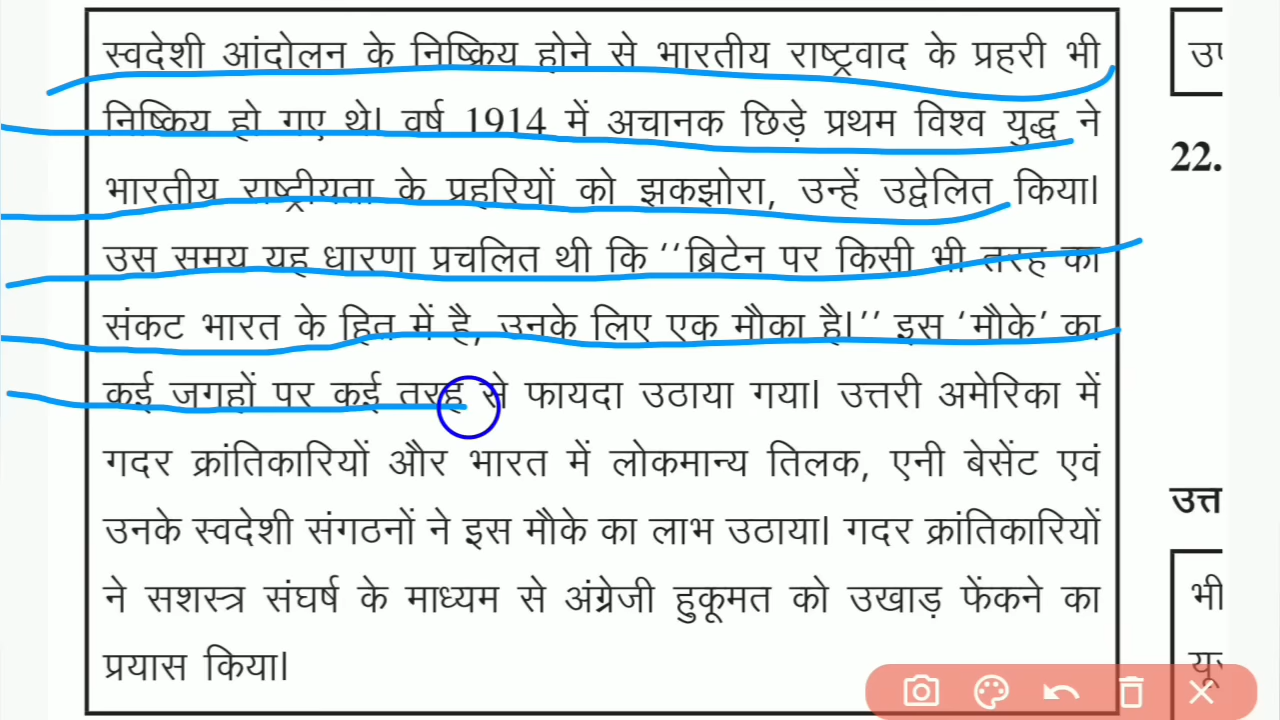 स्वदेशी आंदोलन के निष्क्रिय होने से भारतीय राष्ट्रवाद के प्रहरी भी
निष्क्रिय हो गए थे। वर्ष 1914 में अचानक छिड़े प्रथम विश्व युद्ध ने
भारतीय राष्ट्रीयता के प्रहरियों को झकझोरा, उन्हें उद्वेलित किया।
उस समय यह धारणा प्रचलित थी कि ‘‘ब्रिटेन पर किसी भी तरह का
संकट भारत के हित में है, उनके लिए एक मौका है।’’ इस ‘मौके’ का
कई जगहों पर कई तरह से फायदा उठाया गया। उत्तरी अमेरिका में
गदर क्रांतिकारियों और भारत में लोकमान्य तिलक, एनी बेसेंट एवं
उनके स्वदेशी संगठनों ने इस मौके का लाभ उठाया। गदर क्रांतिकारियों
ने सशस्त्र संघर्ष के माध्यम से अंग्रेजी हुकूमत को उखाड़ फेंकने का
प्रयास किया।
22.
उत्त
भी